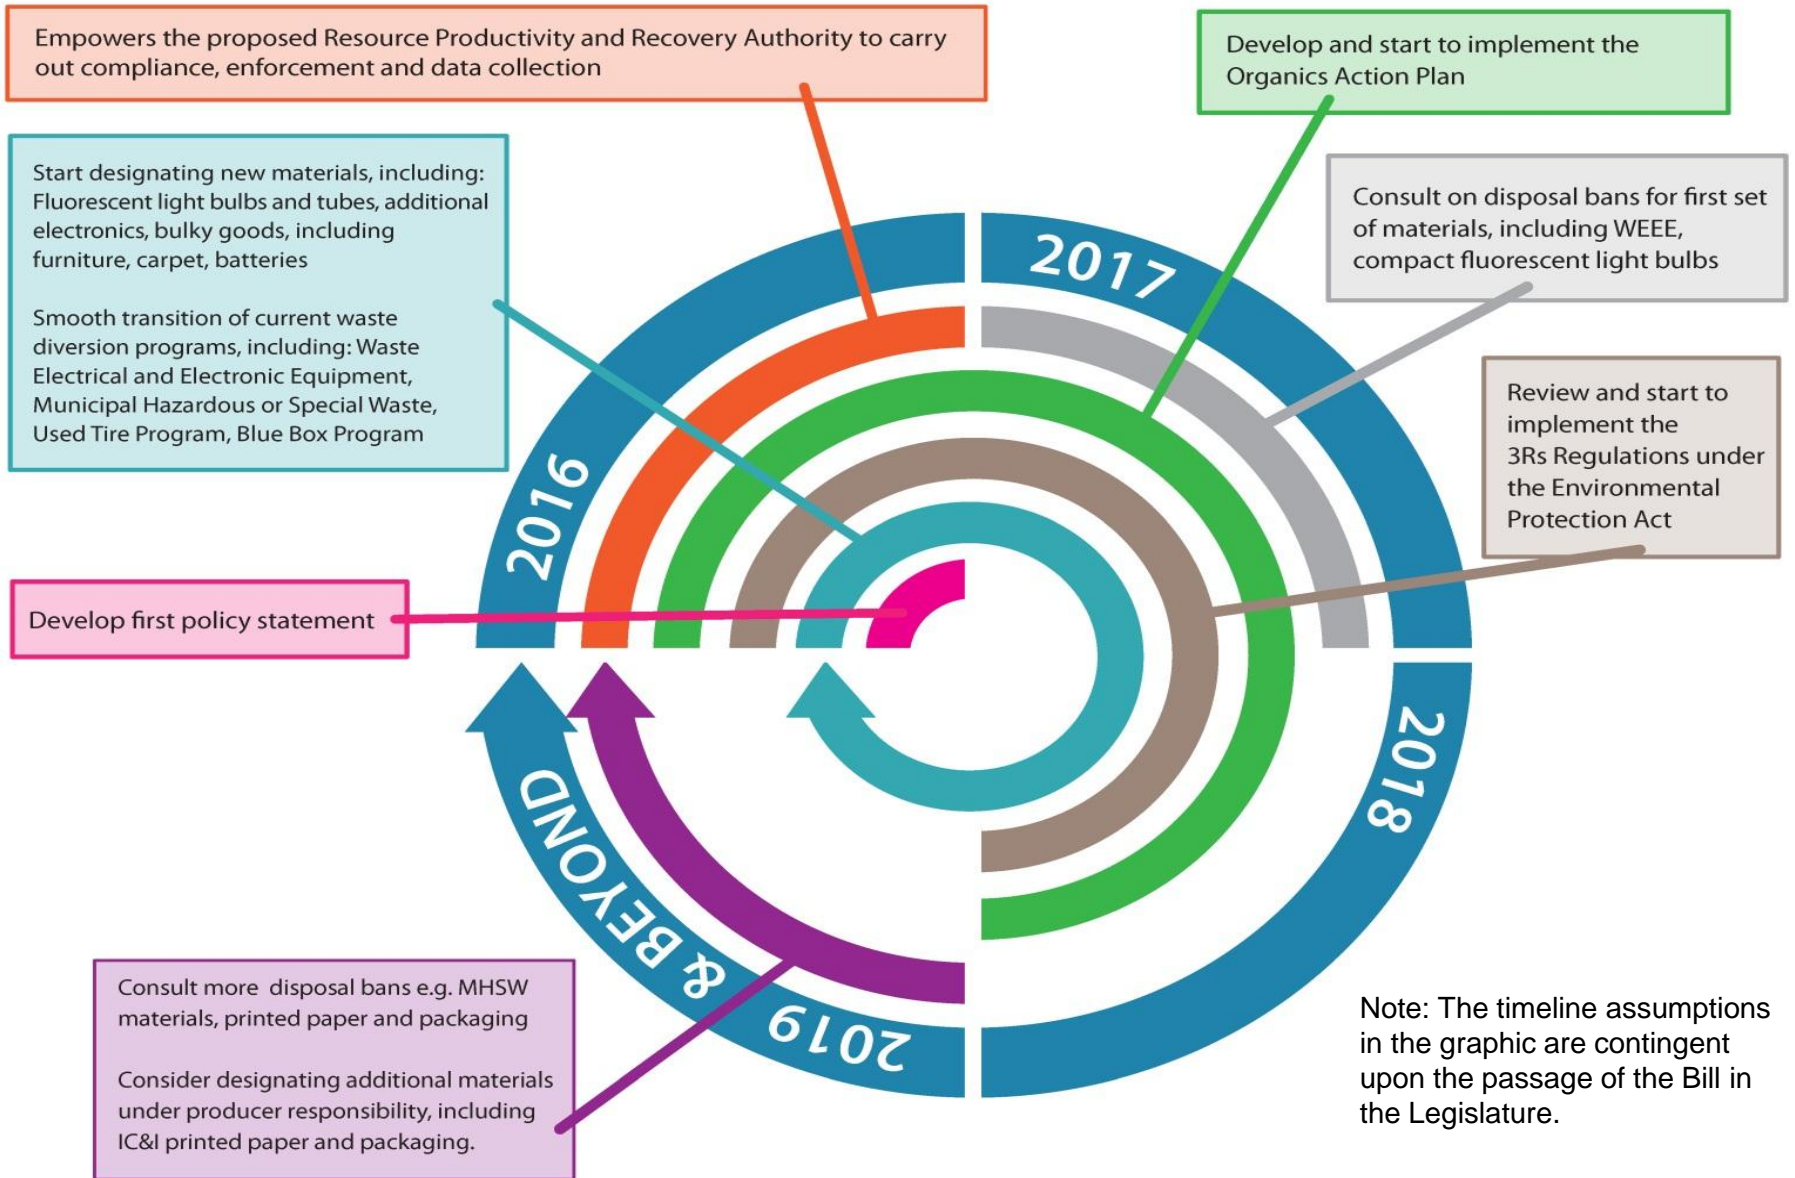 Empowers the proposed Resource Productivity and Recovery Authority to carry
out compliance, enforcement and data collection
Develop and start to implement the
Organics Action Plan
Start designating new materials, including:
Fluorescent light bulbs and tubes, additional
electronics, bulky goods, including
furniture, carpet, batteries
Smooth transition of current waste
diversion programs, including: Waste
Electrical and Electronic Equipment,
Municipal Hazardous or Special Waste,
Used Tire Program, Blue Box Program
Consult on disposal bans for first set
of materials, including WEEE,
compact fluorescent light bulbs
Review and start to
implement the
3Rs Regulations under
the Environmental
Protection Act
Develop first policy statement
2016
2017
2018
2019 & BEYOND
Consult more  disposal bans e.g. MHSW
materials, printed paper and packaging
Consider designating additional materials
under producer responsibility, including
IC&I printed paper and packaging.
Note: The timeline assumptions
in the graphic are contingent
upon the passage of the Bill in
the Legislature.